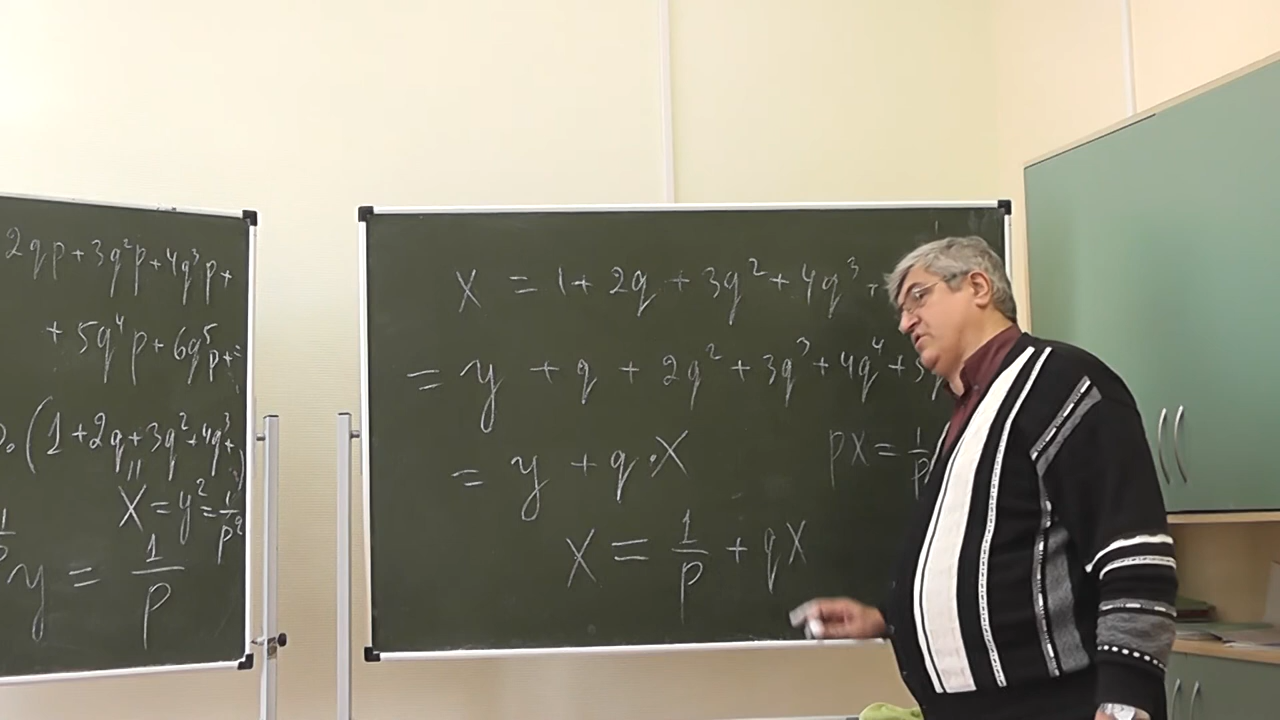 2qp + 3q²p + 4q³p +
+ 5q⁴p + 6q⁵p + =
(1 + 2q + 3q² + 4q³ +
"
X = y² = 1/p²
y = 1/p
X = 1 + 2q + 3q² + 4q³ +
= y + q + 2q² + 3q³ + 4q⁴ +
= y + q·X
pX = 1/p
X = 1/p + qX